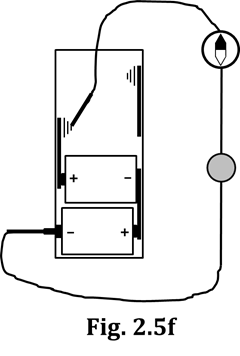 + −
− +
Fig. 2.5f